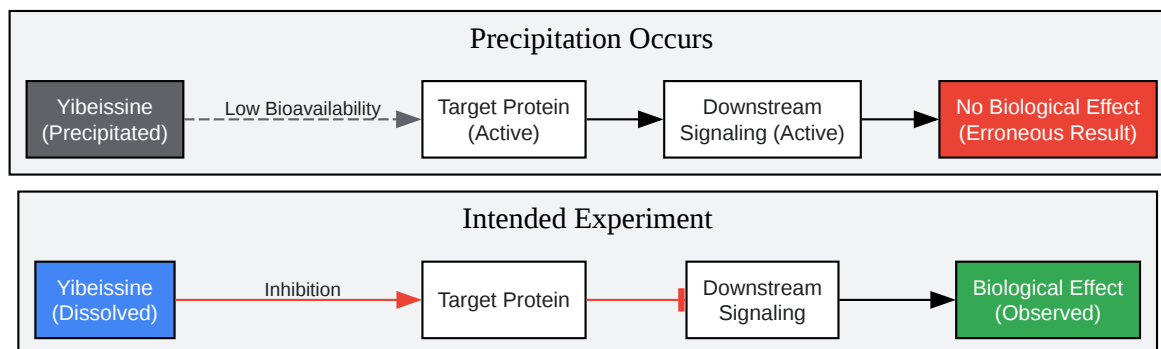 Precipitation Occurs
Yibeissine
(Precipitated)
Low Bioavailability
Target Protein
(Active)
Downstream
Signaling (Active)
No Biological Effect
(Erroneous Result)
Intended Experiment
Yibeissine
(Dissolved)
Inhibition
Target Protein
Downstream
Signaling
Biological Effect
(Observed)